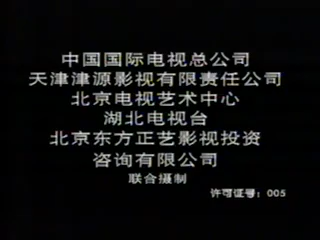 中国国际电视总公司
天津津源影视有限责任公司
北京电视艺术中心
湖北电视台
北京东方正艺影视投资
咨询有限公司
联合摄制
许可证号：005